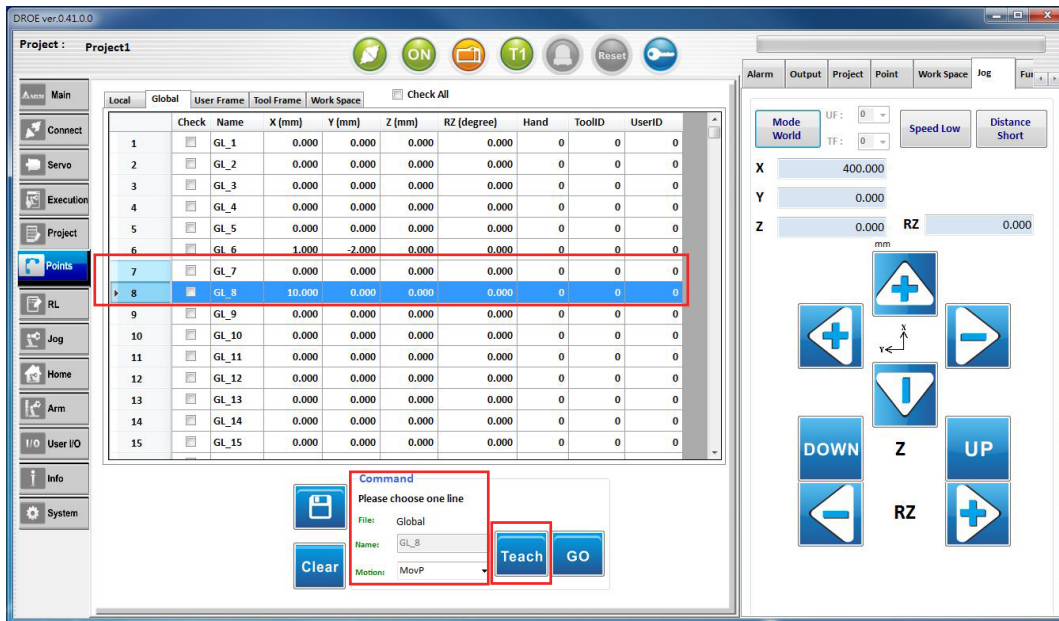 DROE ver.0.41.0.0
Project : Project1
ON T1 Reset
Alarm Output Project Point Work Space Jog Fu
Main
Connect
Servo
Execution
Project
Points
RL
Jog
Home
Arm
I/O User I/O
Info
System
Local Global User Frame Tool Frame Work Space Check All
Check Name X (mm) Y (mm) Z (mm) RZ (degree) Hand ToolID UserID
1 GL_1 0.000 0.000 0.000 0.000 0 0 0
2 GL_2 0.000 0.000 0.000 0.000 0 0 0
3 GL_3 0.000 0.000 0.000 0.000 0 0 0
4 GL_4 0.000 0.000 0.000 0.000 0 0 0
5 GL_5 0.000 0.000 0.000 0.000 0 0 0
6 GL_6 1.000 -2.000 0.000 0.000 0 0 0
7 GL_7 0.000 0.000 0.000 0.000 0 0 0
8 GL_8 10.000 0.000 0.000 0.000 0 0 0
9 GL_9 0.000 0.000 0.000 0.000 0 0 0
10 GL_10 0.000 0.000 0.000 0.000 0 0 0
11 GL_11 0.000 0.000 0.000 0.000 0 0 0
12 GL_12 0.000 0.000 0.000 0.000 0 0 0
13 GL_13 0.000 0.000 0.000 0.000 0 0 0
14 GL_14 0.000 0.000 0.000 0.000 0 0 0
15 GL_15 0.000 0.000 0.000 0.000 0 0 0
Command
Please choose one line
File: Global
Name: GL_8
Motion: MovP
Clear
Teach
GO
Mode World
UF : 0
TF : 0
Speed Low
Distance Short
X 400.000
Y 0.000
Z 0.000 RZ 0.000
mm
X
Y
DOWN Z UP
RZ